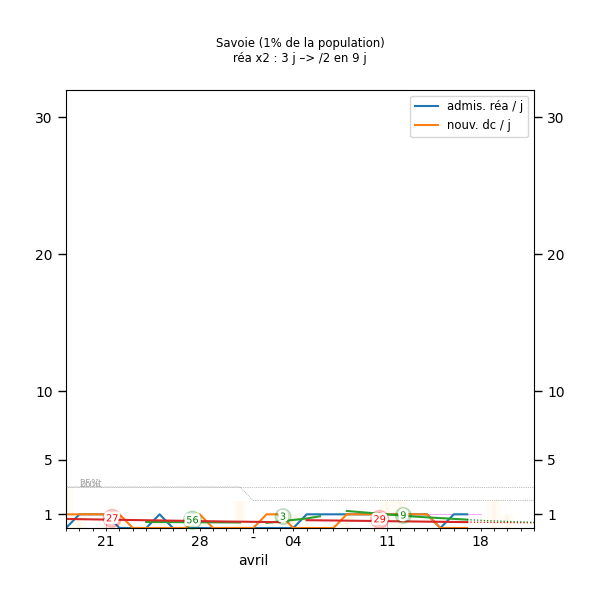 Savoie (1% de la population)
réa x2 : 3 j –> /2 en 9 j
admis. réa / j
nouv. dc / j
30 30
20 20
10 10
5 5
1 1
27 56 3 29 9
21 28 – 04 11 18
avril